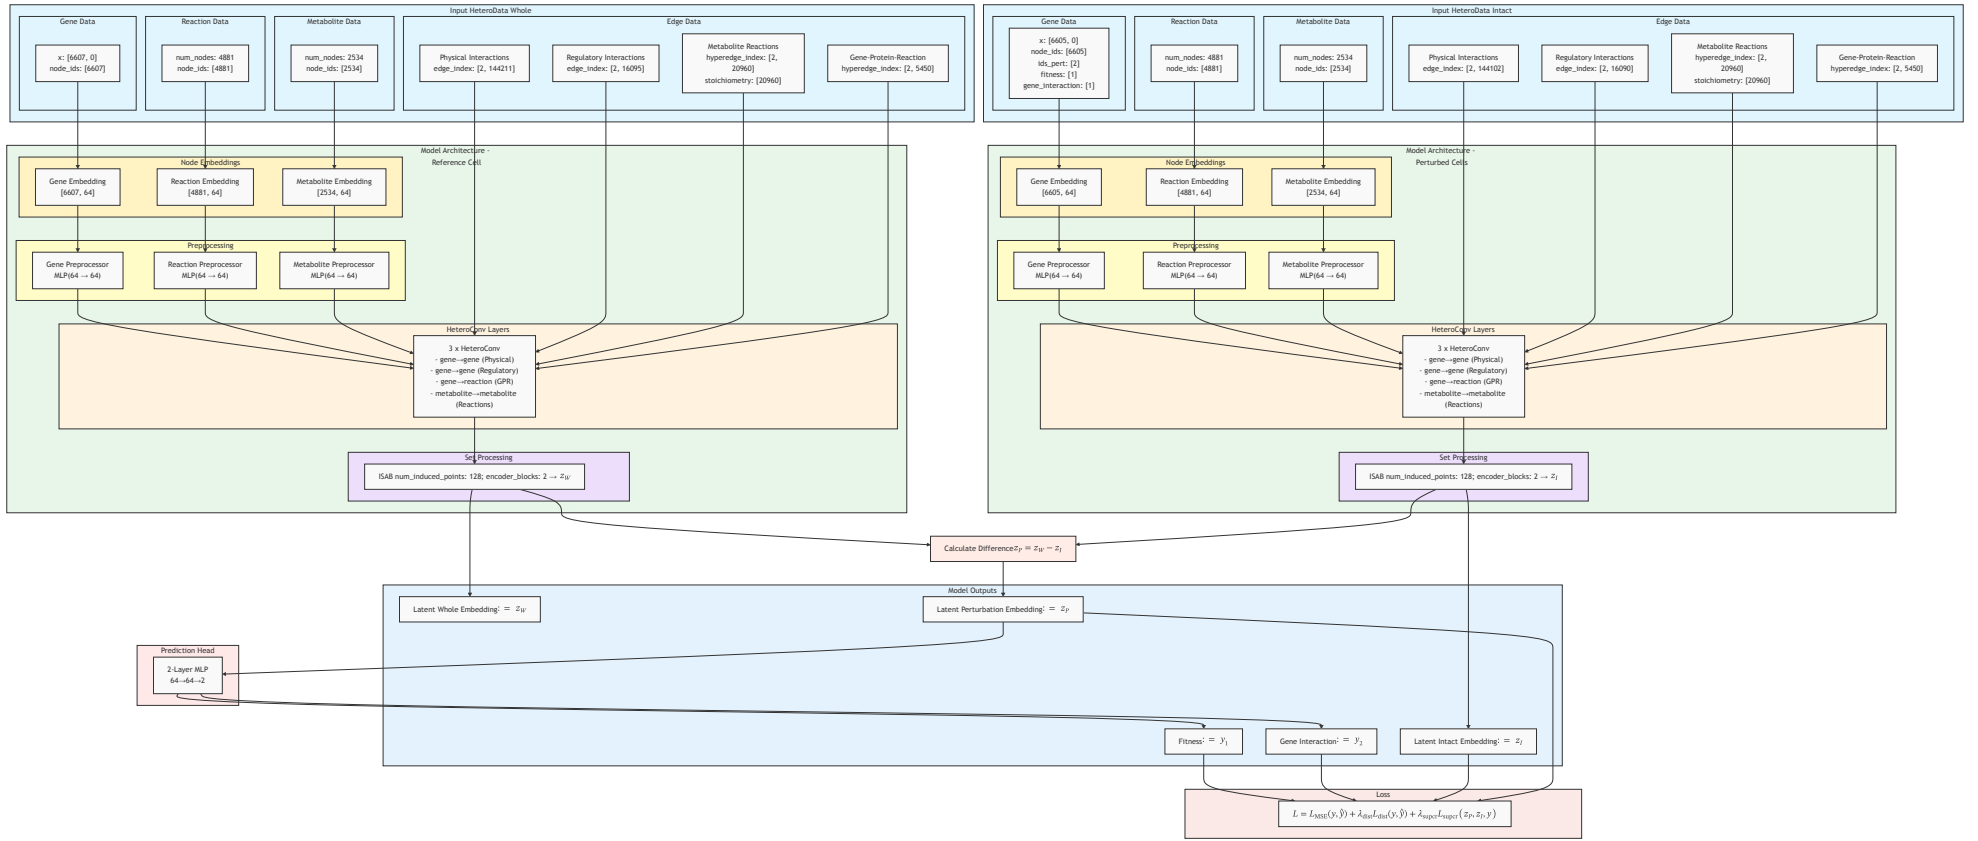 Input HeteroData Whole
Gene Data
x: [6607, 0]
node_ids: [6607]
Reaction Data
num_nodes: 4881
node_ids: [4881]
Metabolite Data
num_nodes: 2534
node_ids: [2534]
Edge Data
Physical Interactions
edge_index: [2, 144211]
Regulatory Interactions
edge_index: [2, 16095]
Metabolite Reactions
hyperedge_index: [2,
20960]
stoichiometry: [20960]
Gene-Protein-Reaction
hyperedge_index: [2, 5450]
Input HeteroData Intact
Gene Data
x: [6605, 0]
node_ids: [6605]
ids_pert: [2]
fitness: [1]
gene_interaction: [1]
Reaction Data
num_nodes: 4881
node_ids: [4881]
Metabolite Data
num_nodes: 2534
node_ids: [2534]
Edge Data
Physical Interactions
edge_index: [2, 144102]
Regulatory Interactions
edge_index: [2, 16090]
Metabolite Reactions
hyperedge_index: [2,
20960]
stoichiometry: [20960]
Gene-Protein-Reaction
hyperedge_index: [2, 5450]
Model Architecture -
Reference Cell
Node Embeddings
Gene Embedding
[6607, 64]
Reaction Embedding
[4881, 64]
Metabolite Embedding
[2534, 64]
Preprocessing
Gene Preprocessor
MLP(64 → 64)
Reaction Preprocessor
MLP(64 → 64)
Metabolite Preprocessor
MLP(64 → 64)
HeteroConv Layers
3 x HeteroConv
- gene→gene (Physical)
- gene→gene (Regulatory)
- gene→reaction (GPR)
- metabolite→metabolite
(Reactions)
Set Processing
ISAB num_induced_points: 128; encoder_blocks: 2 → z_W
Model Architecture -
Perturbed Cells
Node Embeddings
Gene Embedding
[6605, 64]
Reaction Embedding
[4881, 64]
Metabolite Embedding
[2534, 64]
Preprocessing
Gene Preprocessor
MLP(64 → 64)
Reaction Preprocessor
MLP(64 → 64)
Metabolite Preprocessor
MLP(64 → 64)
HeteroConv Layers
3 x HeteroConv
- gene→gene (Physical)
- gene→gene (Regulatory)
- gene→reaction (GPR)
- metabolite→metabolite
(Reactions)
Set Processing
ISAB num_induced_points: 128; encoder_blocks: 2 → z_I
Calculate Difference z_P = z_W − z_I
Model Outputs
Latent Whole Embedding: = z_W
Latent Perturbation Embedding: = z_P
Prediction Head
2-Layer MLP
64→64→2
Fitness: = y_1
Gene Interaction: = y_2
Latent Intact Embedding: = z_I
Loss
L = L_MSE(y, ŷ) + λ_dist L_dist(y, ŷ) + λ_supcr L_supcr(z_P, z_I, y)